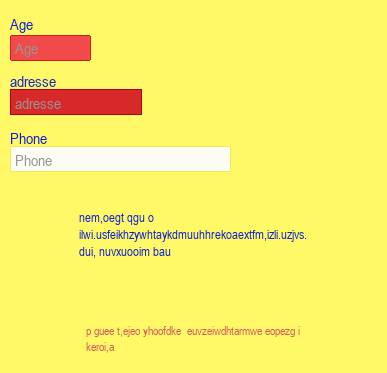 Age
Age
adresse
adresse
Phone
Phone
nem,oegt qgu o
ilwi.usfeikhzywhtaykdmuuhhrekoaextfm,izli.uzjvs.
dui, nuvxuooim bau
p guee t,ejeo yhoofdke  euvzeiwdhtarmwe eopezg i
keroi,a